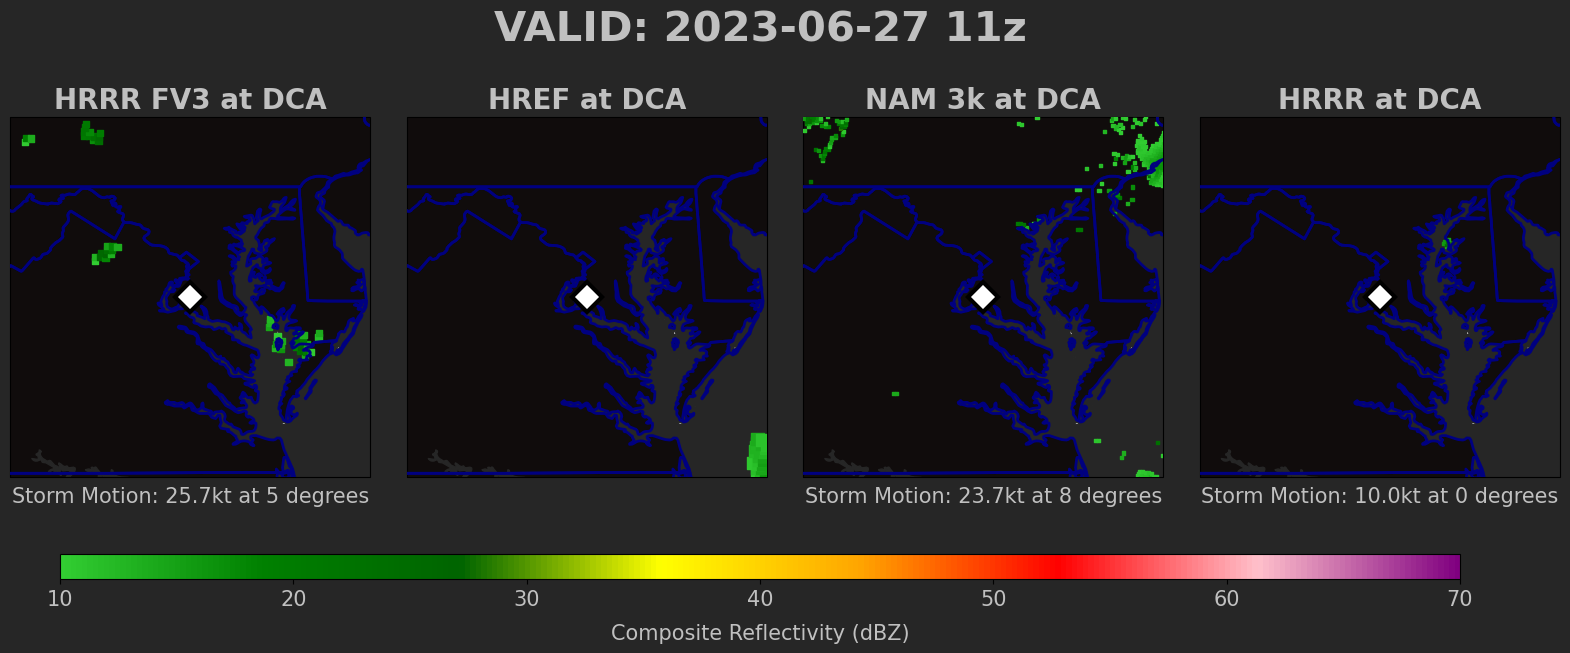 VALID: 2023-06-27 11z
HRRR FV3 at DCA
HREF at DCA
NAM 3k at DCA
HRRR at DCA
Storm Motion: 25.7kt at 5 degrees
Storm Motion: 23.7kt at 8 degrees
Storm Motion: 10.0kt at 0 degrees
10 20 30 40 50 60 70
Composite Reflectivity (dBZ)